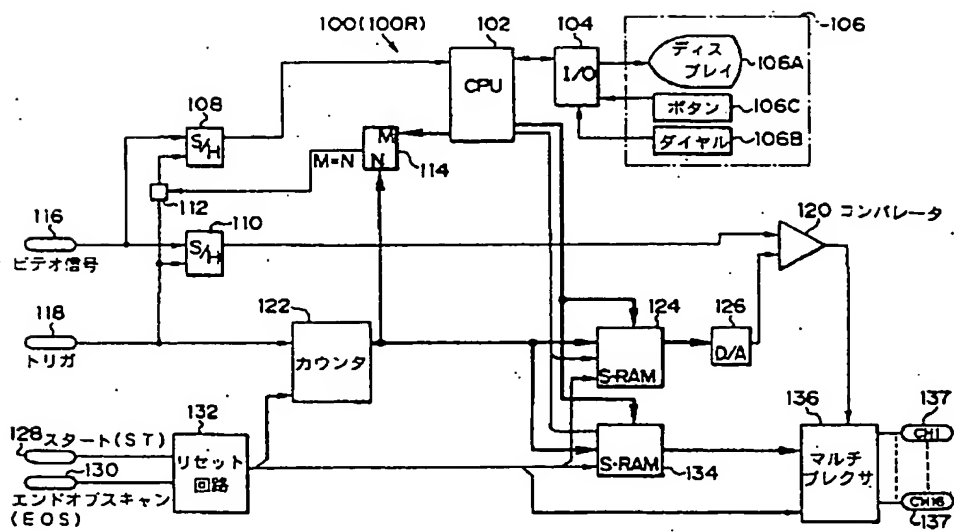 100(100R)
102
CPU
104
I/O
106
ディス
プレイ
106A
ボタン
106C
ダイヤル
106B
108
S/H
M
N
M=N
114
112
110
S/H
116
ビデオ信号
120 コンパレータ
118
トリガ
122
カウンタ
124
S-RAM
126
D/A
128
スタート(ST)
130
エンドオブスキャン
(EOS)
132
リセット
回路
S-RAM
134
136
マルチ
プレクサ
137
CH1
CH16
137